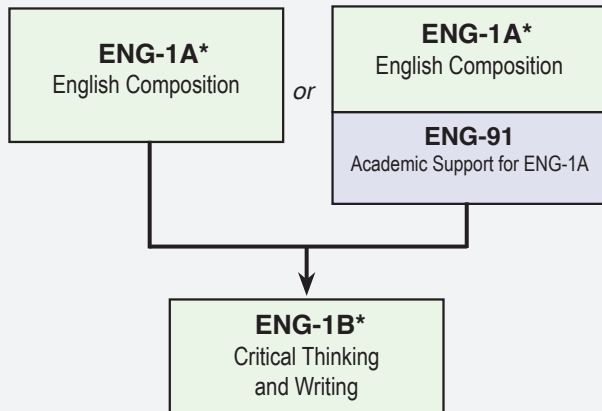 ENG-1A*
English Composition
or
ENG-1A*
English Composition
ENG-91
Academic Support for ENG-1A
ENG-1B*
Critical Thinking
and Writing